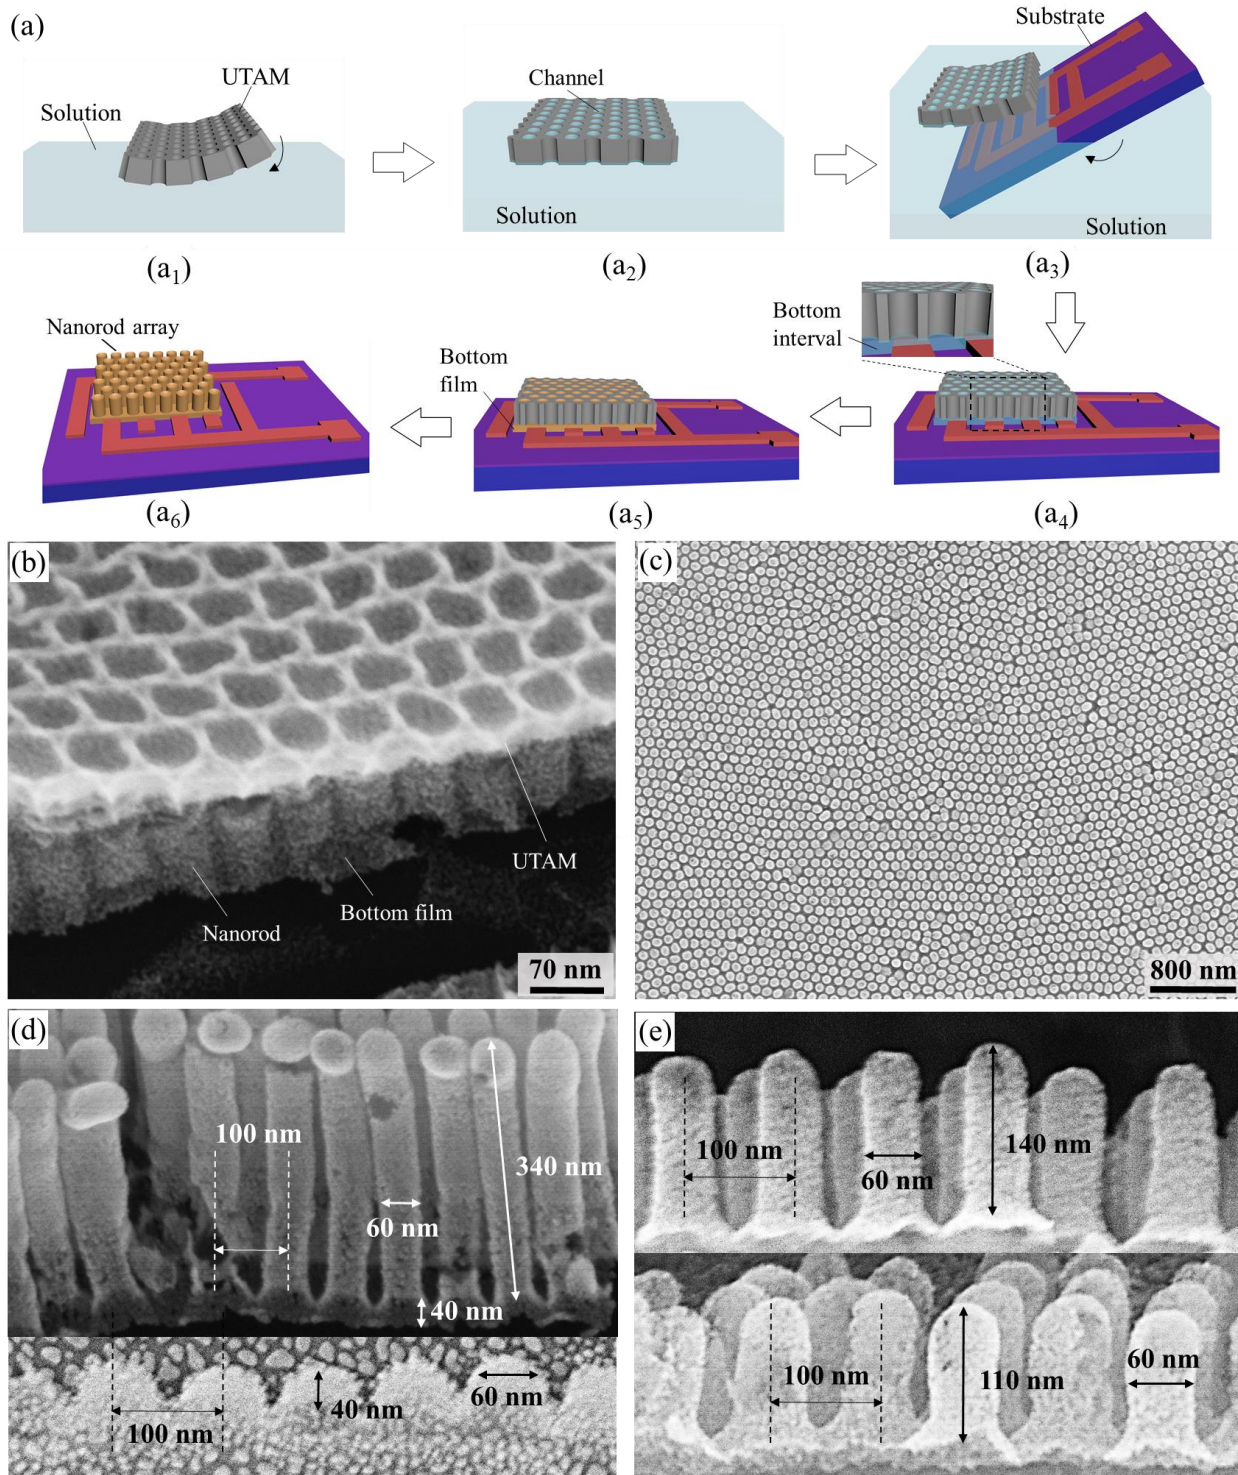 (a)
UTAM
Solution
Channel
Solution
Substrate
Solution
(a1)
(a2)
(a3)
Nanorod array
Bottom
film
Bottom
interval
(a6)
(a5)
(a4)
(b)
UTAM
Bottom film
Nanorod
70 nm
(c)
800 nm
(d)
100 nm
340 nm
60 nm
40 nm
60 nm
40 nm
100 nm
(e)
100 nm
60 nm
140 nm
100 nm
110 nm
60 nm